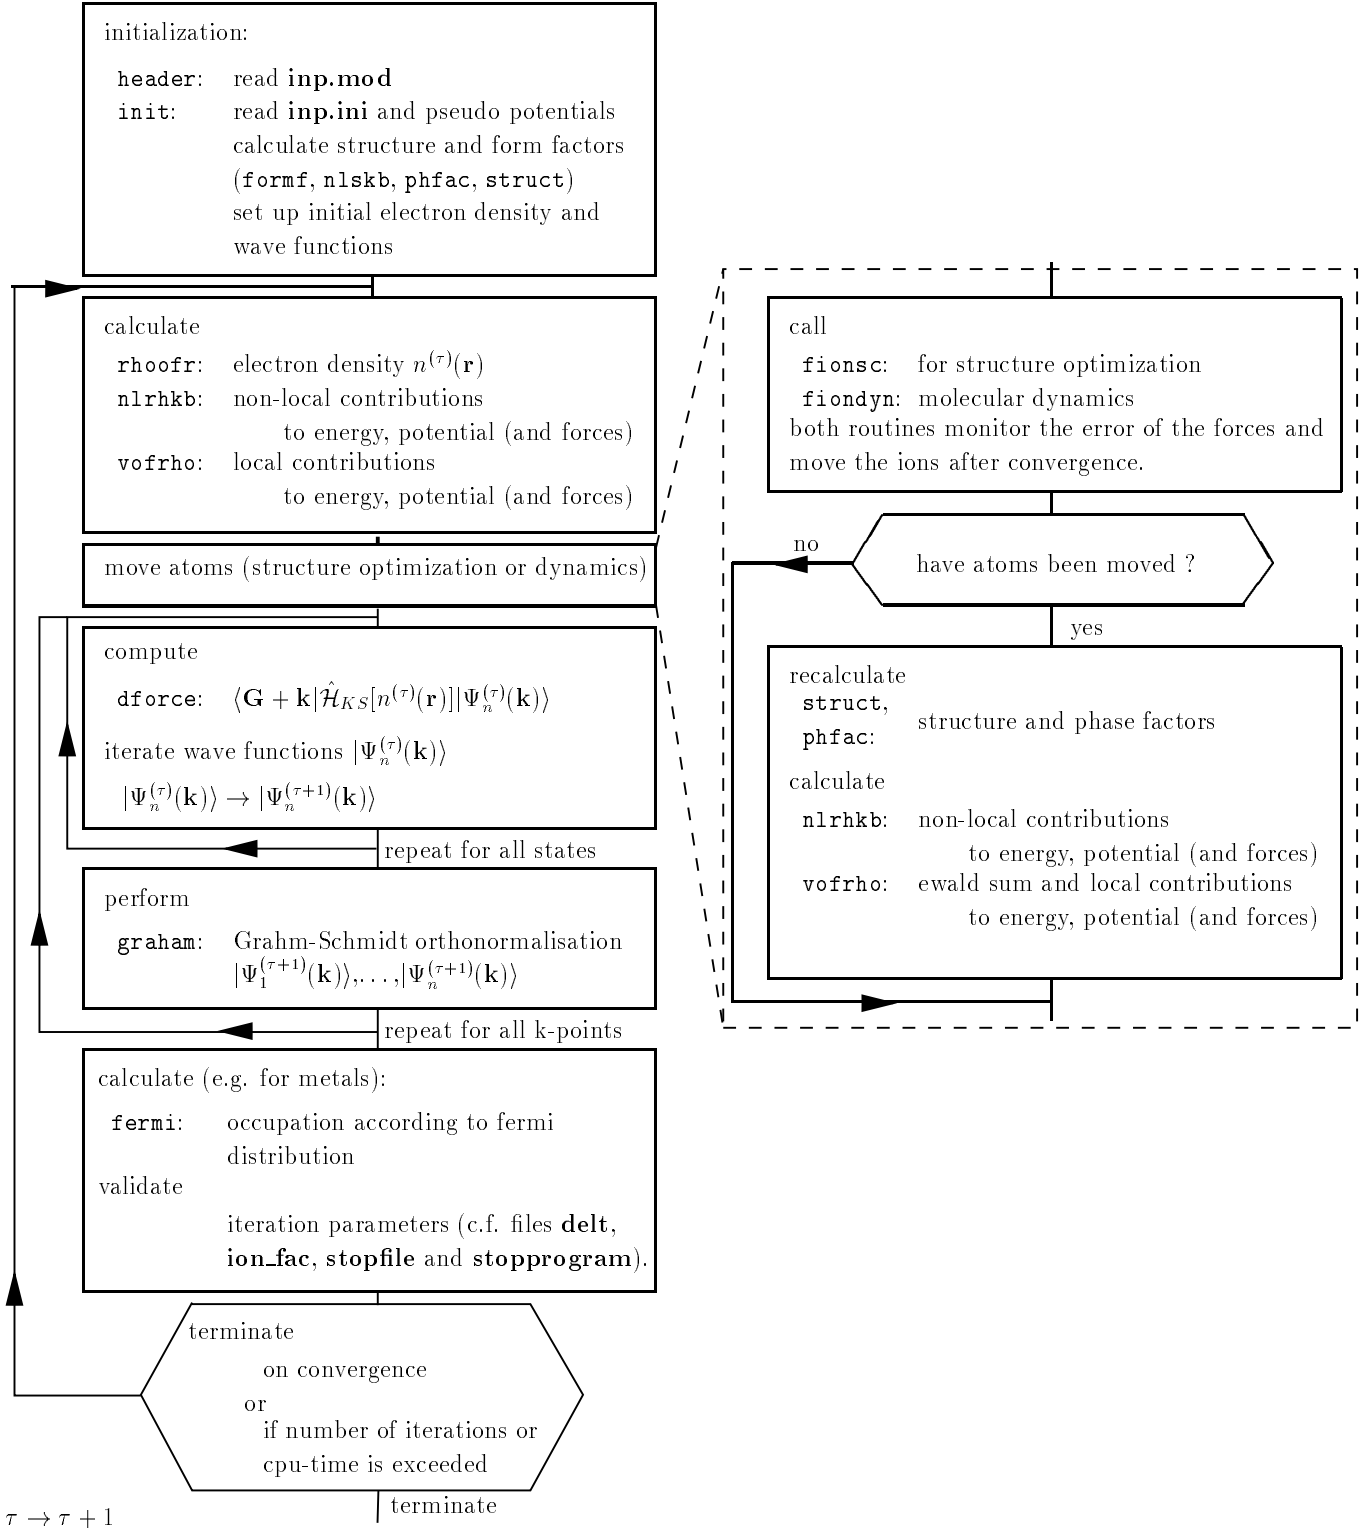 initialization:
header: read inp.mod
init: read inp.ini and pseudo potentials
calculate structure and form factors
(formf, nlskb, phfac, struct)
set up initial electron density and
wave functions
calculate
rhoofr: electron density n^(τ)(r)
nlrhkb: non-local contributions
to energy, potential (and forces)
vofrho: local contributions
to energy, potential (and forces)
move atoms (structure optimization or dynamics)
compute
dforce: ⟨G + k|Ĥ_KS[n^(τ)(r)]|Ψ_n^(τ)(k)⟩
iterate wave functions |Ψ_n^(τ)(k)⟩
|Ψ_n^(τ)(k)⟩ → |Ψ_n^(τ+1)(k)⟩
repeat for all states
perform
graham: Grahm-Schmidt orthonormalisation
|Ψ_1^(τ+1)(k)⟩,...,|Ψ_n^(τ+1)(k)⟩
repeat for all k-points
calculate (e.g. for metals):
fermi: occupation according to fermi
distribution
validate
iteration parameters (c.f. files delt,
ion_fac, stopfile and stopprogram).
terminate
on convergence
or
if number of iterations or
cpu-time is exceeded
terminate
τ → τ + 1
call
fionsc: for structure optimization
fiondyn: molecular dynamics
both routines monitor the error of the forces and
move the ions after convergence.
no
have atoms been moved ?
yes
recalculate
struct,
phfac: structure and phase factors
calculate
nlrhkb: non-local contributions
to energy, potential (and forces)
vofrho: ewald sum and local contributions
to energy, potential (and forces)